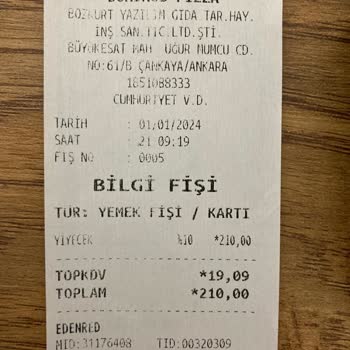 DOMINOS PIZZA
BOZKURT YAZILIM GIDA TAR.HAY.
İNŞ.SAN.TİC.LTD.ŞTİ.
BÜYÜKESAT MAH UĞUR MUMCU CD.
NO:61/B ÇANKAYA/ANKARA
1851088333
CUMHURİYET V.D.
TARİH : 01/01/2024
SAAT : 21:09:19
FİŞ NO : 0005
BİLGİ FİŞİ
TUR: YEMEK FİŞİ / KARTI
YİYECEK %10 *210,00
TOPKDV *19,09
TOPLAM *210,00
EDENRED
MID:31176408 TID:00320309